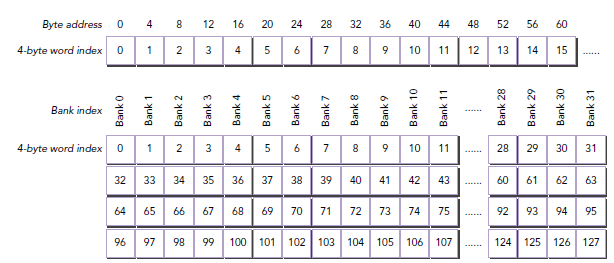 Byte address 0 4 8 12 16 20 24 28 32 36 40 44 48 52 56 60
4-byte word index 0 1 2 3 4 5 6 7 8 9 10 11 12 13 14 15 ......
Bank index Bank 0 Bank 1 Bank 2 Bank 3 Bank 4 Bank 5 Bank 6 Bank 7 Bank 8 Bank 9 Bank 10 Bank 11 ...... Bank 28 Bank 29 Bank 30 Bank 31
4-byte word index 0 1 2 3 4 5 6 7 8 9 10 11 ...... 28 29 30 31
32 33 34 35 36 37 38 39 40 41 42 43 ...... 60 61 62 63
64 65 66 67 68 69 70 71 72 73 74 75 ...... 92 93 94 95
96 97 98 99 100 101 102 103 104 105 106 107 ...... 124 125 126 127